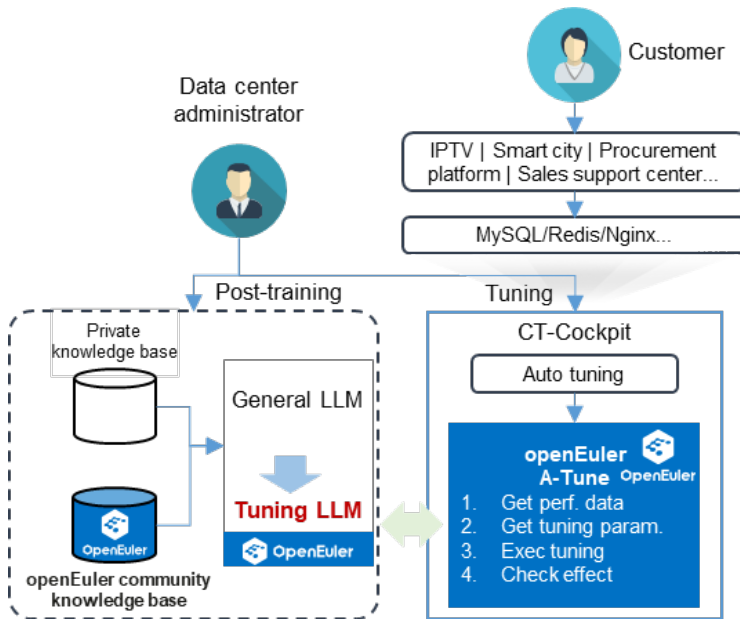 Customer
Data center
administrator
IPTV | Smart city | Procurement
platform | Sales support center...
MySQL/Redis/Nginx...
Post-training
Tuning
Private
knowledge base
General LLM
Tuning LLM
OpenEuler
OpenEuler
openEuler community
knowledge base
CT-Cockpit
Auto tuning
openEuler
A-Tune
OpenEuler
1. Get perf. data
2. Get tuning param.
3. Exec tuning
4. Check effect